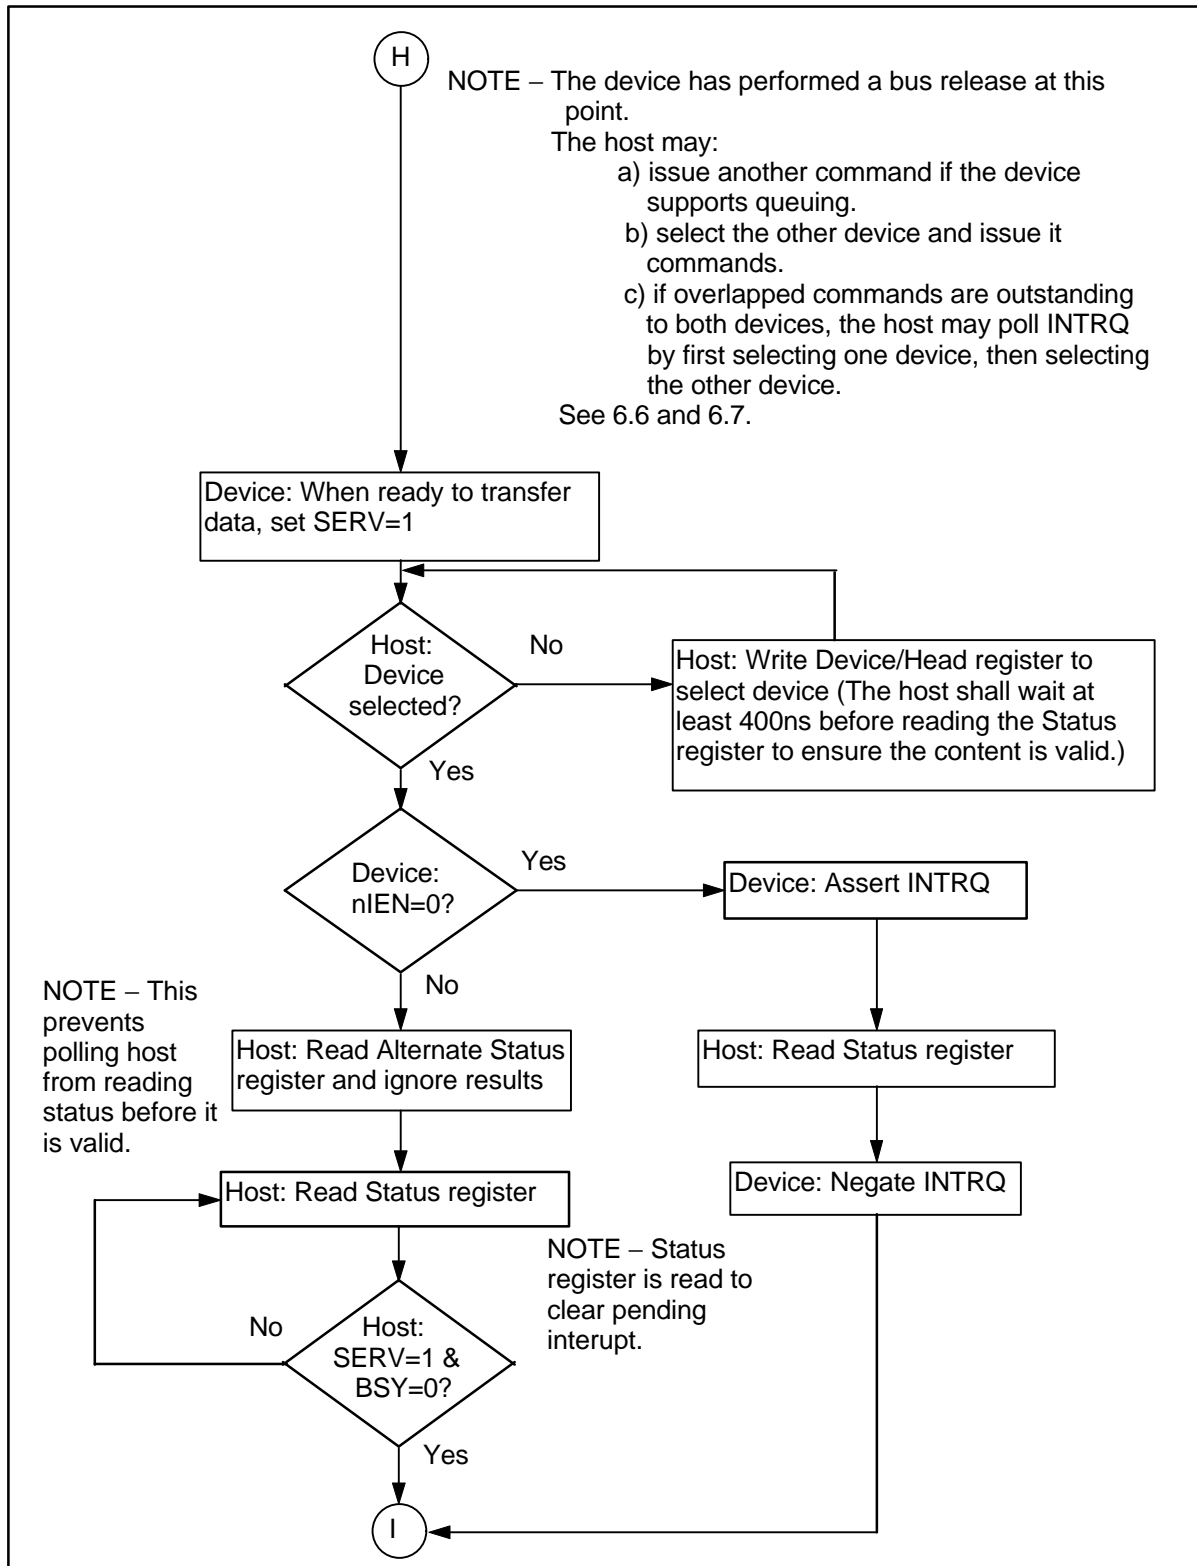 H
NOTE – The device has performed a bus release at this
point.
The host may:
a) issue another command if the device
supports queuing.
b) select the other device and issue it
commands.
c) if overlapped commands are outstanding
to both devices, the host may poll INTRQ
by first selecting one device, then selecting
the other device.
See 6.6 and 6.7.
Device: When ready to transfer
data, set SERV=1
Host:
Device
selected?
No
Host: Write Device/Head register to
select device (The host shall wait at
least 400ns before reading the Status
register to ensure the content is valid.)
Yes
Device:
nIEN=0?
Yes
Device: Assert INTRQ
No
NOTE – This
prevents
polling host
from reading
status before it
is valid.
Host: Read Alternate Status
register and ignore results
Host: Read Status register
Host: Read Status register
Device: Negate INTRQ
NOTE – Status
register is read to
clear pending
interupt.
No
Host:
SERV=1 &
BSY=0?
Yes
I